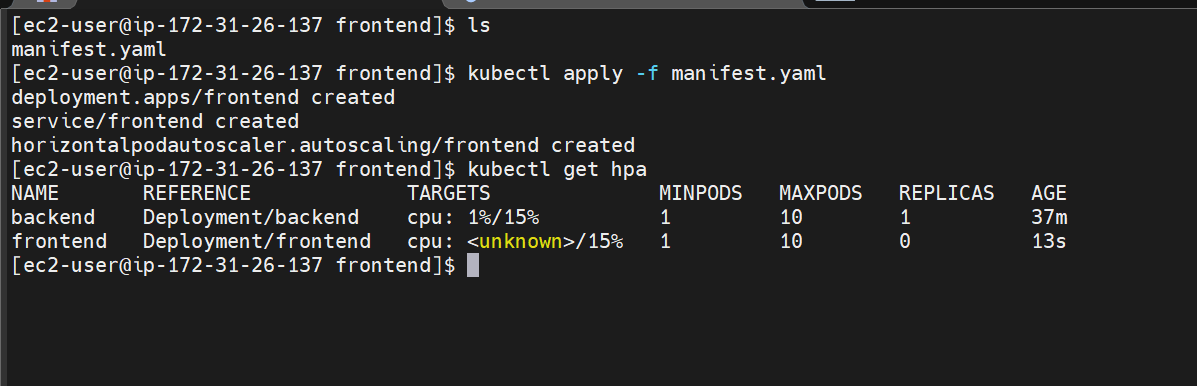 [ec2-user@ip-172-31-26-137 frontend]$ ls
manifest.yaml
[ec2-user@ip-172-31-26-137 frontend]$ kubectl apply -f manifest.yaml
deployment.apps/frontend created
service/frontend created
horizontalpodautoscaler.autoscaling/frontend created
[ec2-user@ip-172-31-26-137 frontend]$ kubectl get hpa
NAME       REFERENCE             TARGETS              MINPODS   MAXPODS   REPLICAS   AGE
backend    Deployment/backend    cpu: 1%/15%          1         10        1          37m
frontend   Deployment/frontend   cpu: <unknown>/15%   1         10        0          13s
[ec2-user@ip-172-31-26-137 frontend]$